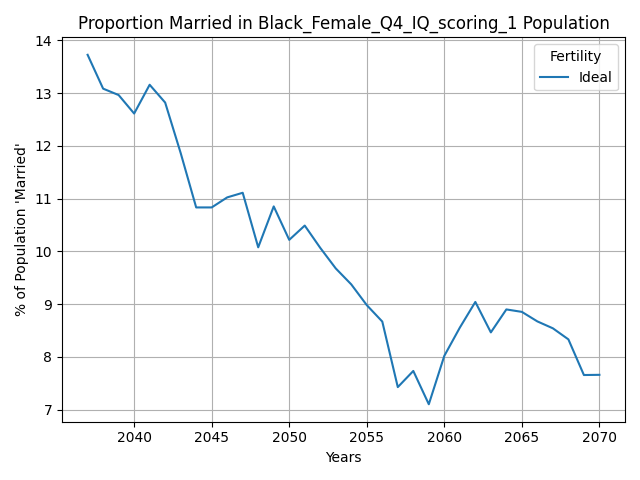 Proportion Married in Black_Female_Q4_IQ_scoring_1 Population
% of Population 'Married'
14
13
12
11
10
9
8
7
Fertility
Ideal
2040 2045 2050 2055 2060 2065 2070
Years